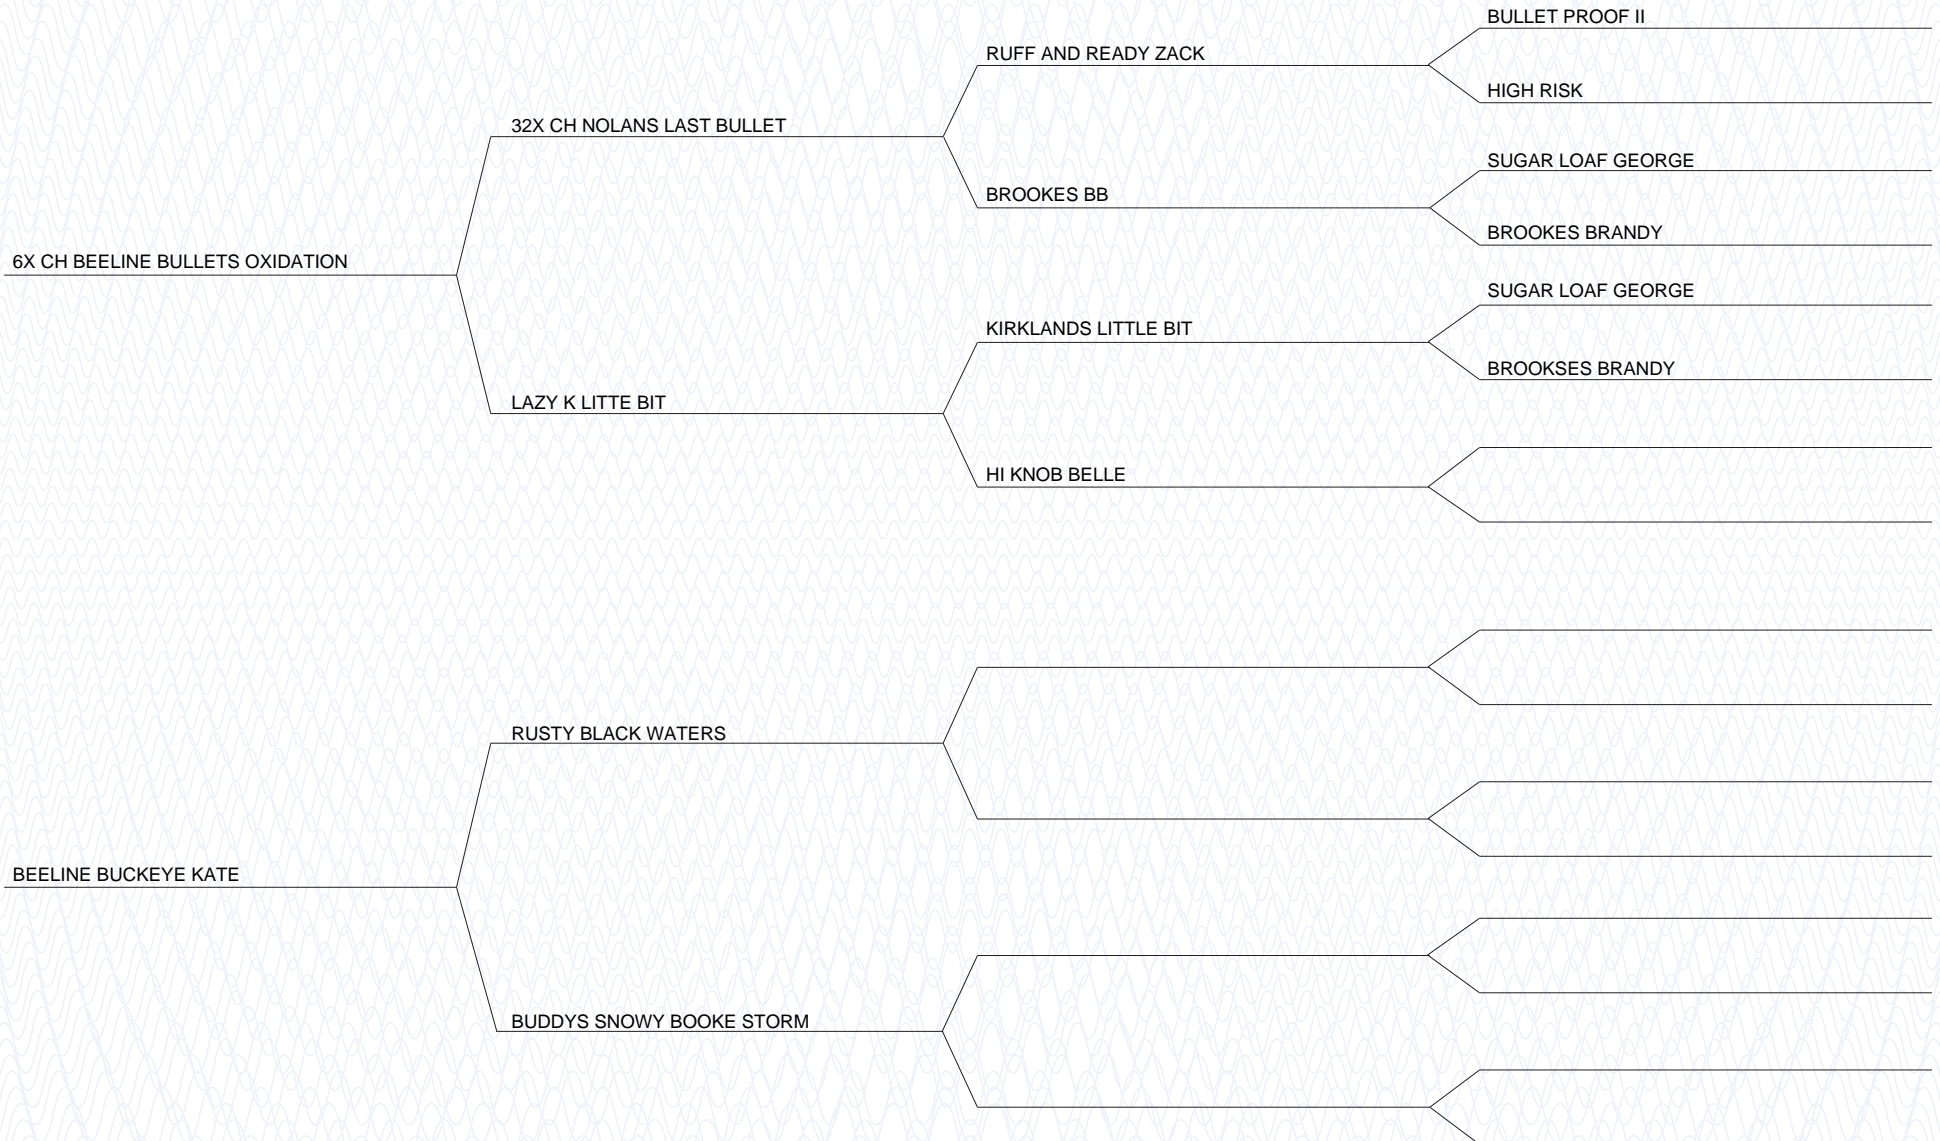 BULLET PROOF II
RUFF AND READY ZACK
HIGH RISK
32X CH NOLANS LAST BULLET
SUGAR LOAF GEORGE
BROOKES BB
BROOKES BRANDY
6X CH BEELINE BULLETS OXIDATION
SUGAR LOAF GEORGE
KIRKLANDS LITTLE BIT
BROOKSES BRANDY
LAZY K LITTE BIT
HI KNOB BELLE
RUSTY BLACK WATERS
BEELINE BUCKEYE KATE
BUDDYS SNOWY BOOKE STORM